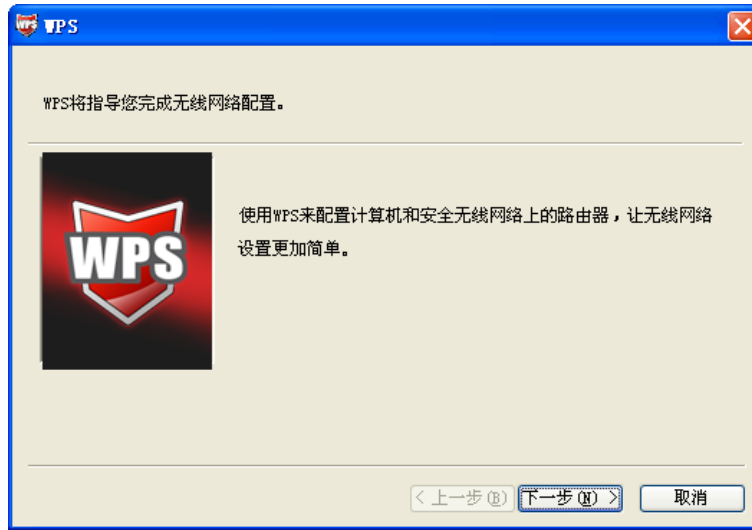 WPS
WPS将指导您完成无线网络配置。
WPS
使用WPS来配置计算机和安全无线网络上的路由器，让无线网络
设置更加简单。
< 上一步(B) 下一步(N) > 取消